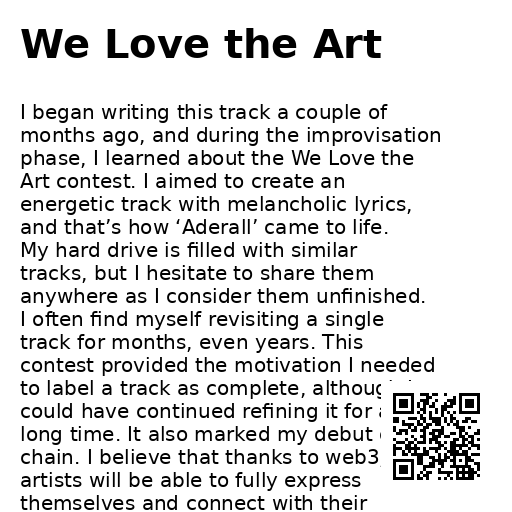 We Love the Art
I began writing this track a couple of
months ago, and during the improvisation
phase, I learned about the We Love the
Art contest. I aimed to create an
energetic track with melancholic lyrics,
and that’s how ‘Aderall’ came to life.
My hard drive is filled with similar
tracks, but I hesitate to share them
anywhere as I consider them unfinished.
I often find myself revisiting a single
track for months, even years. This
contest provided the motivation I needed
to label a track as complete,
could have continued refining it for
long time. It also marked my debut
chain. I believe that thanks to web3
artists will be able to fully express
themselves and connect with their